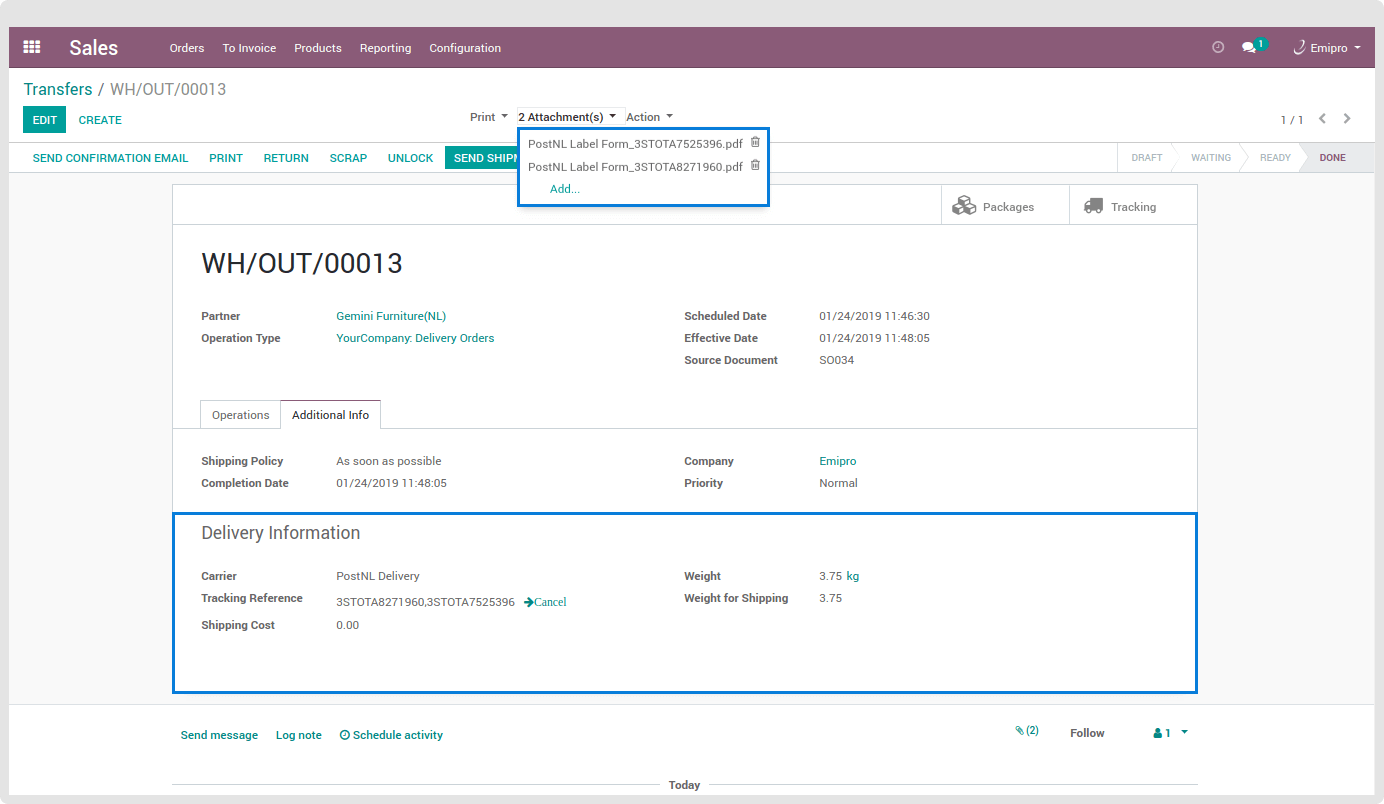 Sales Orders To Invoice Products Reporting Configuration 1 Emipro
Transfers / WH/OUT/00013
EDIT CREATE Print 2 Attachment(s) Action 1 / 1
PostNL Label Form_3STOTA7525396.pdf
PostNL Label Form_3STOTA8271960.pdf
Add...
SEND CONFIRMATION EMAIL PRINT RETURN SCRAP UNLOCK SEND SHIPM DRAFT WAITING READY DONE
Packages Tracking
WH/OUT/00013
Partner Gemini Furniture(NL) Scheduled Date 01/24/2019 11:46:30
Operation Type YourCompany: Delivery Orders Effective Date 01/24/2019 11:48:05
Source Document SO034
Operations Additional Info
Shipping Policy As soon as possible Company Emipro
Completion Date 01/24/2019 11:48:05 Priority Normal
Delivery Information
Carrier PostNL Delivery Weight 3.75 kg
Tracking Reference 3STOTA8271960,3STOTA7525396 Cancel Weight for Shipping 3.75
Shipping Cost 0.00
Send message Log note Schedule activity (2) Follow 1
Today